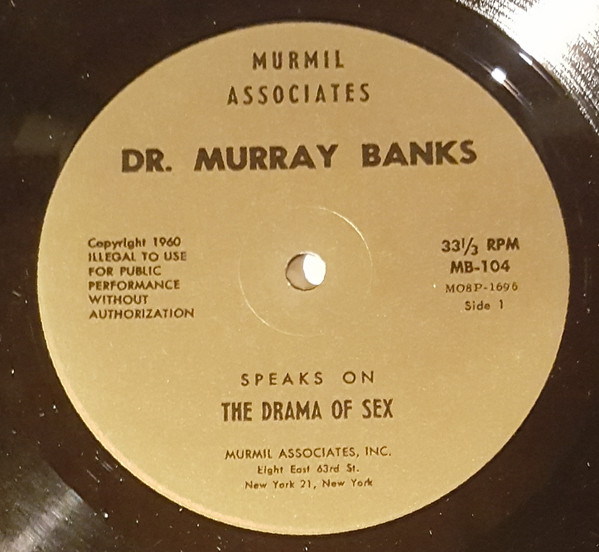 MURMIL
ASSOCIATES
DR. MURRAY BANKS
Copyright 1960
ILLEGAL TO USE
FOR PUBLIC
PERFORMANCE
WITHOUT
AUTHORIZATION
33 1/3 RPM
MB-104
MO8P-1696
Side 1
SPEAKS ON
THE DRAMA OF SEX
MURMIL ASSOCIATES, INC.
Eight East 63rd St.
New York 21, New York